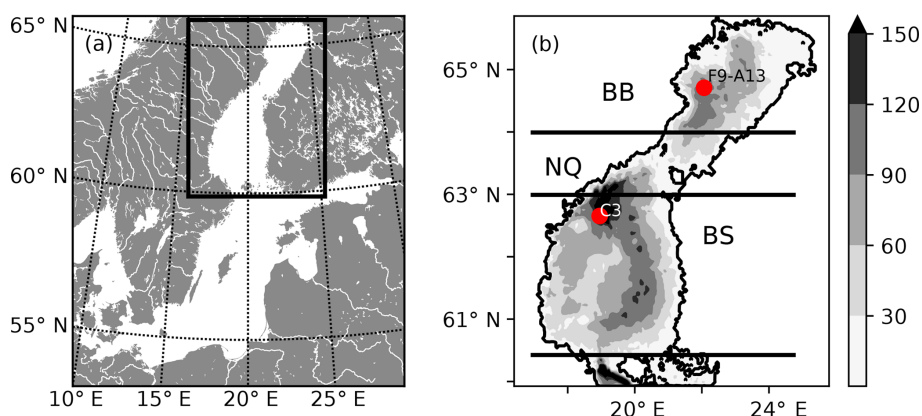 65° N
(a)
60° N
55° N
10° E
15° E
20° E
25° E
(b)
65° N
BB
F9-A13
NQ
63° N
C3
BS
61° N
20° E
24° E
150
120
90
60
30